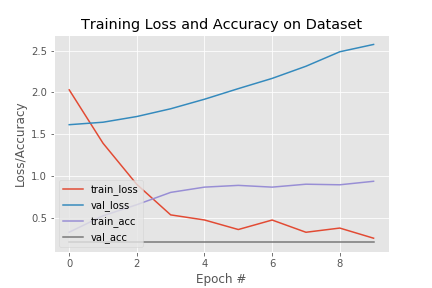 Training Loss and Accuracy on Dataset
2.5
2.0
1.5
1.0
0.5
Loss/Accuracy
train_loss
val_loss
train_acc
val_acc
0 2 4 6 8
Epoch #